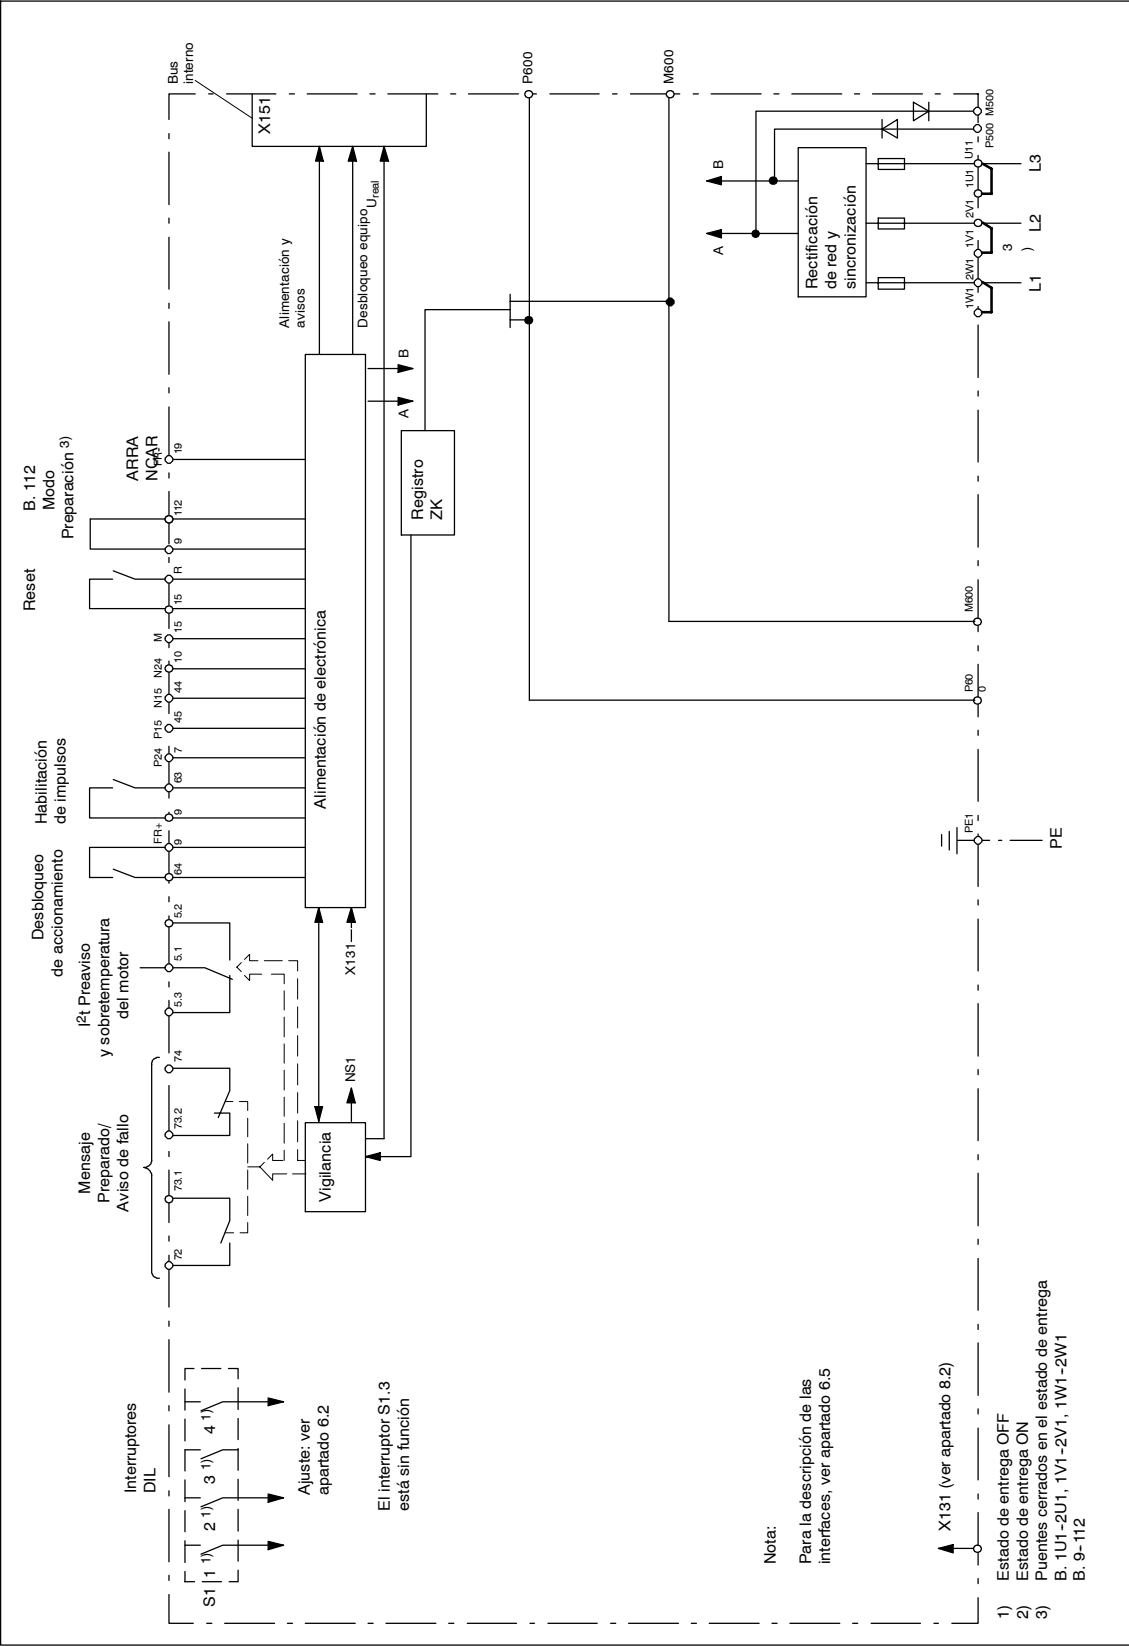 Interruptores
DIL
S1
1 1)
2 1)
3 1)
4 1)
Ajuste: ver
apartado 6.2
El interruptor S1.3
está sin función
Mensaje
Preparado/
Aviso de fallo
72
73.1
73.2
74
I²t Preaviso
y sobretemperatura
del motor
5.3
5.1
5.2
Desbloqueo
de accionamiento
64
FR+
9
Habilitación
de impulsos
9
63
P24
7
P15
45
N15
44
N24
10
M
15
Reset
15
R
B. 112
Modo
Preparación 3)
9
112
ARRA
NCAR
19
Bus
interno
X151
Vigilancia
NS1
X131
Alimentación de electrónica
Alimentación y
avisos
Desbloqueo equipo
Ureal
A
B
Registro
ZK
P600
M600
A
B
Rectificación
de red y
sincronización
M500
P500
PE1
PE
P60
0
M600
1W1
2W1
1V1
2V1
1U1
U11
L1
L2
L3
3
)
Nota:
Para la descripción de las
interfaces, ver apartado 6.5
X131 (ver apartado 8.2)
1) Estado de entrega OFF
2) Estado de entrega ON
3) Puentes cerrados en el estado de entrega
B. 1U1-2U1, 1V1-2V1, 1W1-2W1
B. 9-112